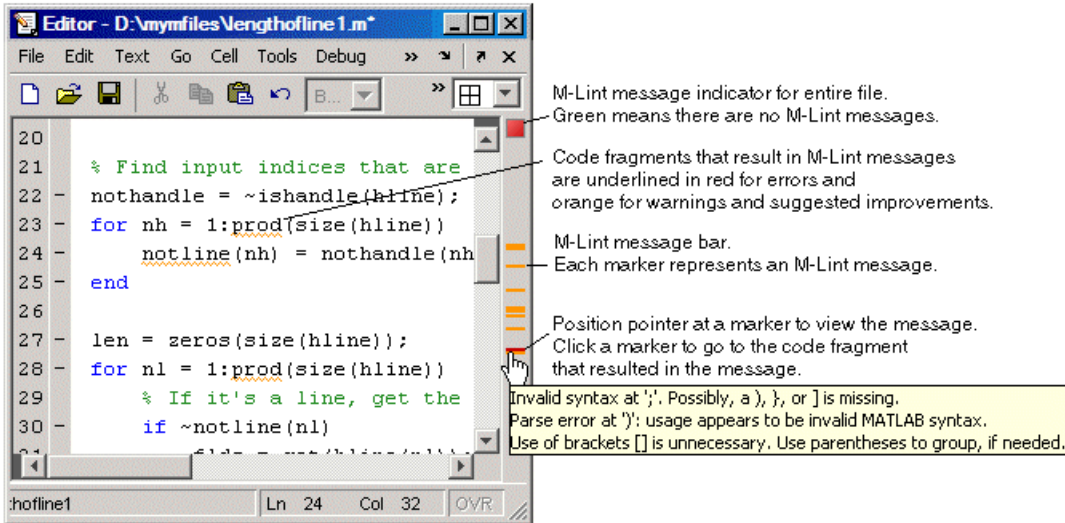 Editor - D:\mymfiles\lengthofline1.m*
File Edit Text Go Cell Tools Debug
B...
20
21 % Find input indices that are
22 - nothandle = ~ishandle(hline);
23 - for nh = 1:prod(size(hline))
24 - notline(nh) = nothandle(nh
25 - end
26
27 - len = zeros(size(hline));
28 - for nl = 1:prod(size(hline))
29 % If it's a line, get the
30 - if ~notline(nl)
:hofline1 Ln 24 Col 32 OVR
M-Lint message indicator for entire file.
Green means there are no M-Lint messages.
Code fragments that result in M-Lint messages
are underlined in red for errors and
orange for warnings and suggested improvements.
M-Lint message bar.
Each marker represents an M-Lint message.
Position pointer at a marker to view the message.
Click a marker to go to the code fragment
that resulted in the message.
Invalid syntax at ';'. Possibly, a ), }, or ] is missing.
Parse error at ')': usage appears to be invalid MATLAB syntax.
Use of brackets [] is unnecessary. Use parentheses to group, if needed.